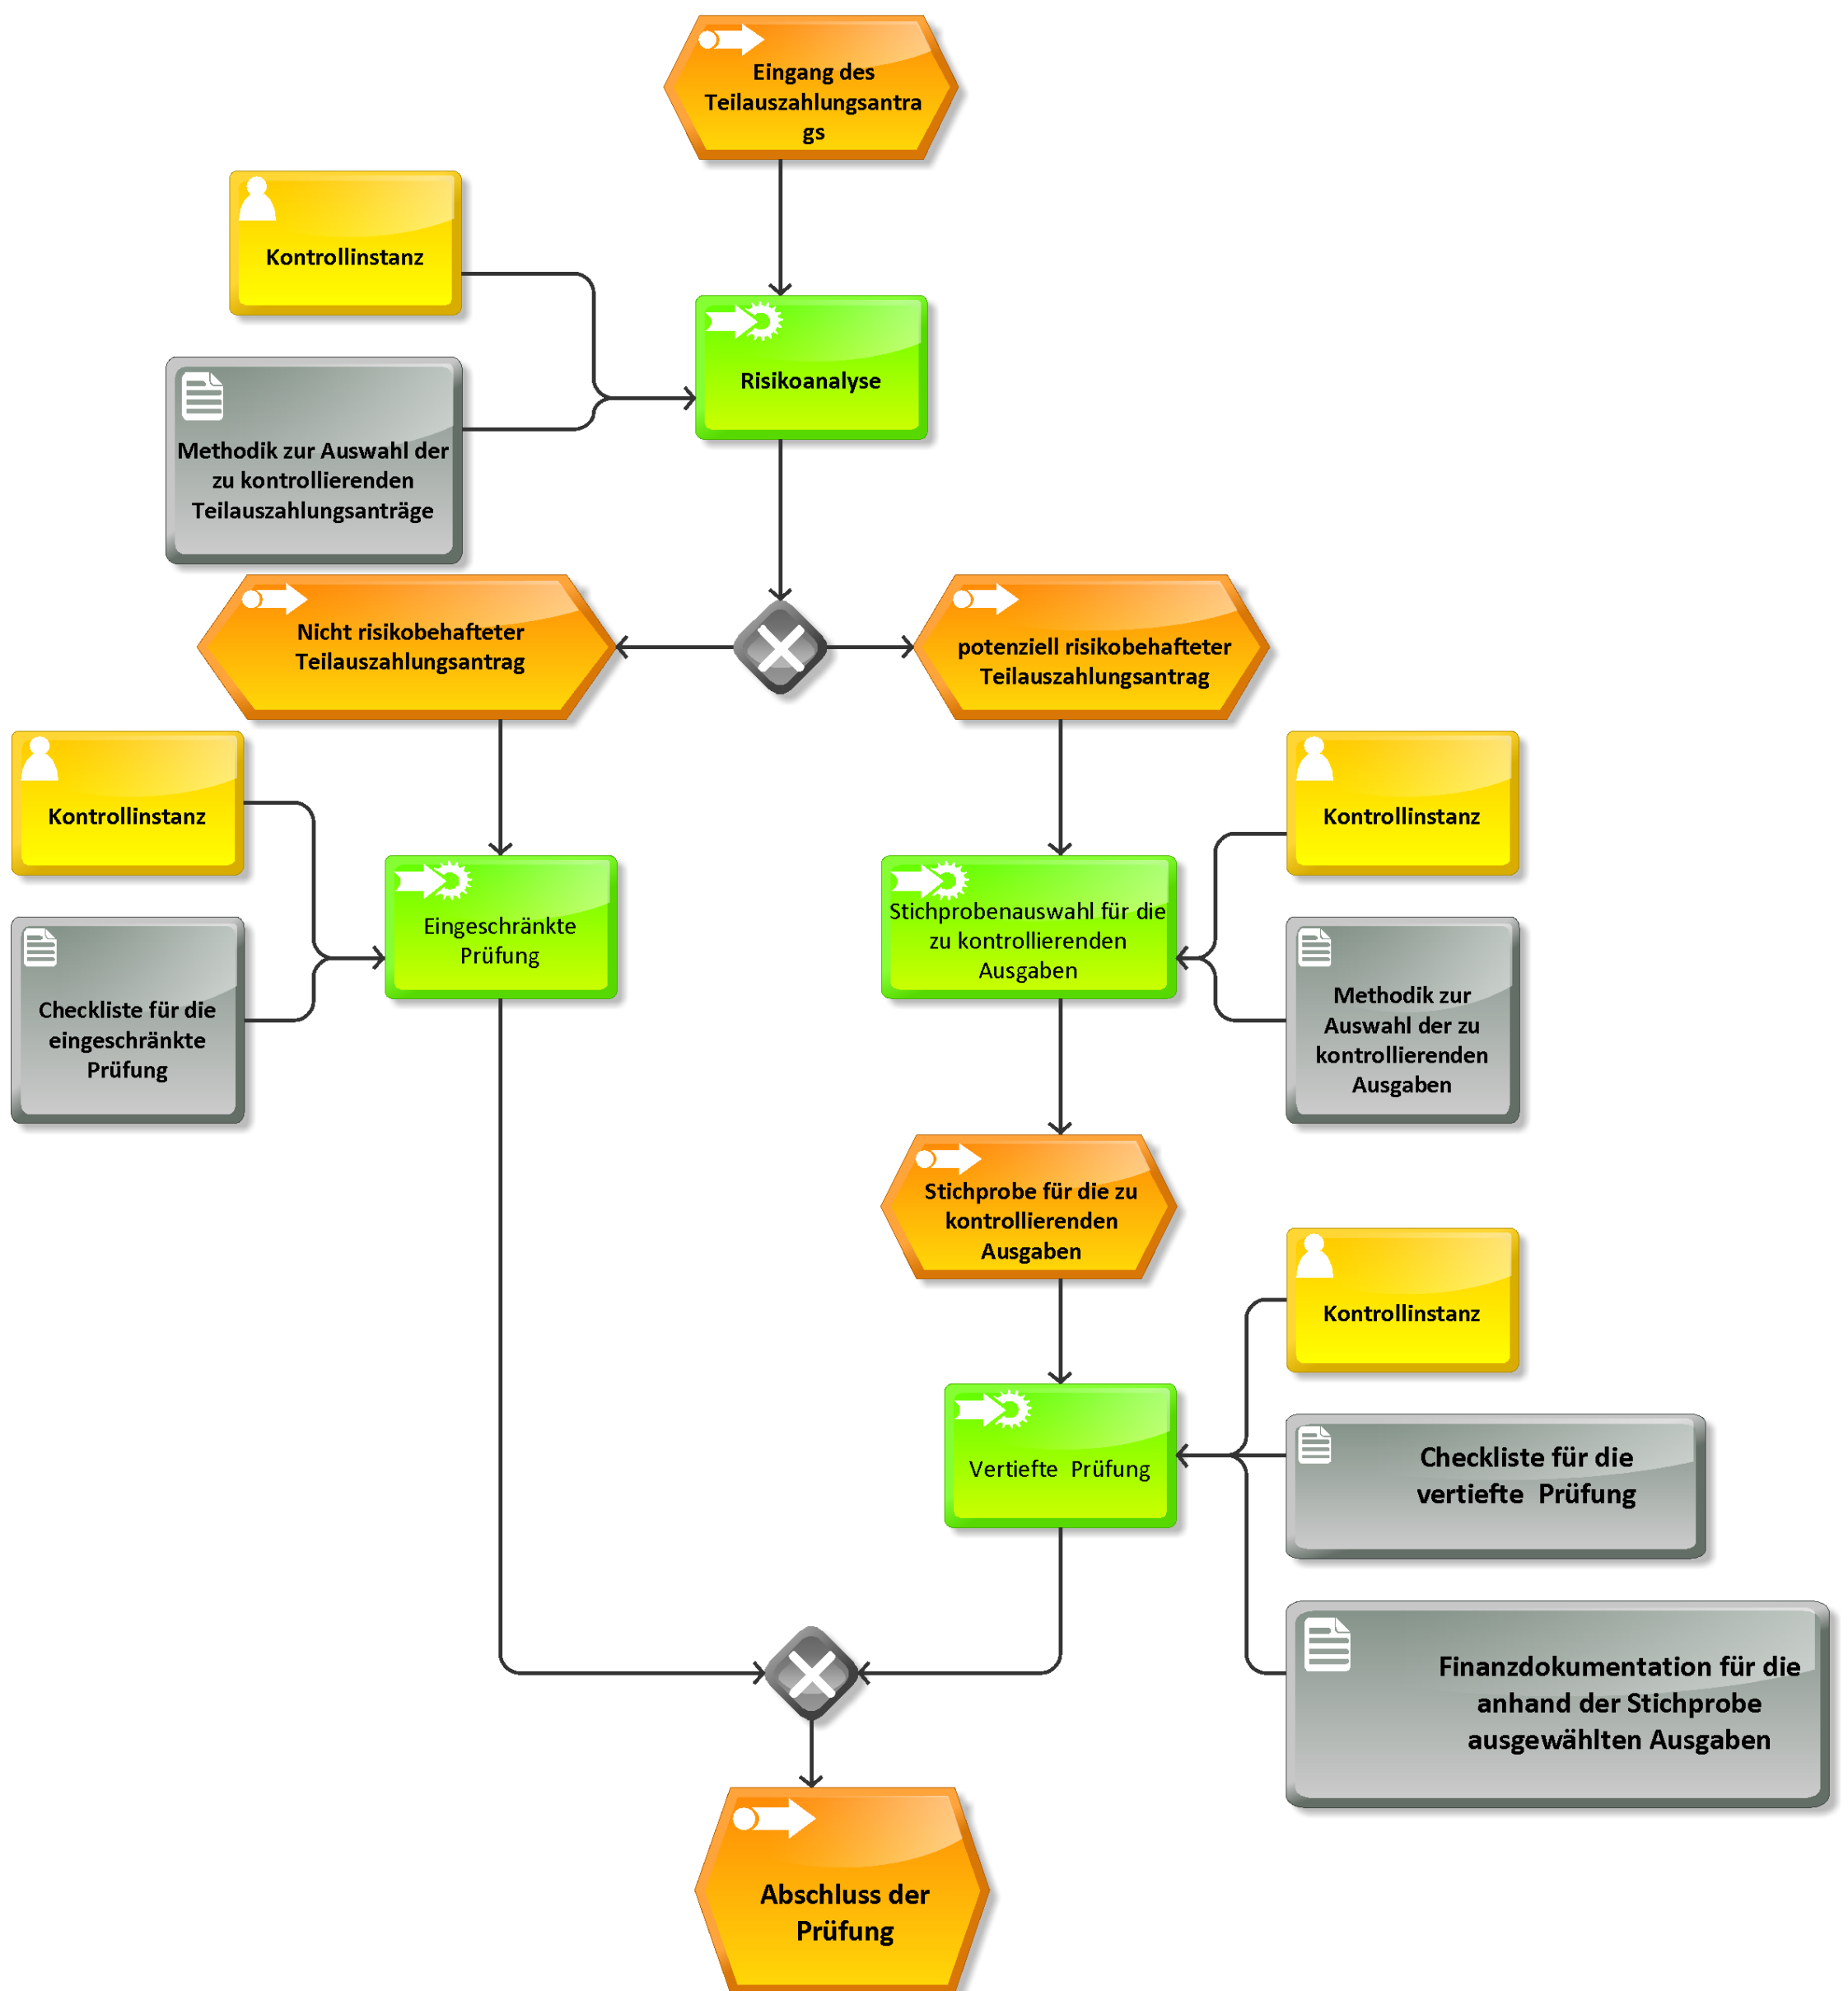 Eingang des
Teilauszahlungsantra
gs
Kontrollinstanz
Risikoanalyse
Methodik zur Auswahl der
zu kontrollierenden
Teilauszahlungsanträge
Nicht risikobehafteter
Teilauszahlungsantrag
potenziell risikobehafteter
Teilauszahlungsantrag
Kontrollinstanz
Kontrollinstanz
Eingeschränkte
Prüfung
Stichprobenauswahl für die
zu kontrollierenden
Ausgaben
Checkliste für die
eingeschränkte
Prüfung
Methodik zur
Auswahl der zu
kontrollierenden
Ausgaben
Stichprobe für die zu
kontrollierenden
Ausgaben
Kontrollinstanz
Vertiefte Prüfung
Checkliste für die
vertiefte Prüfung
Finanzdokumentation für die
anhand der Stichprobe
ausgewählten Ausgaben
Abschluss der
Prüfung